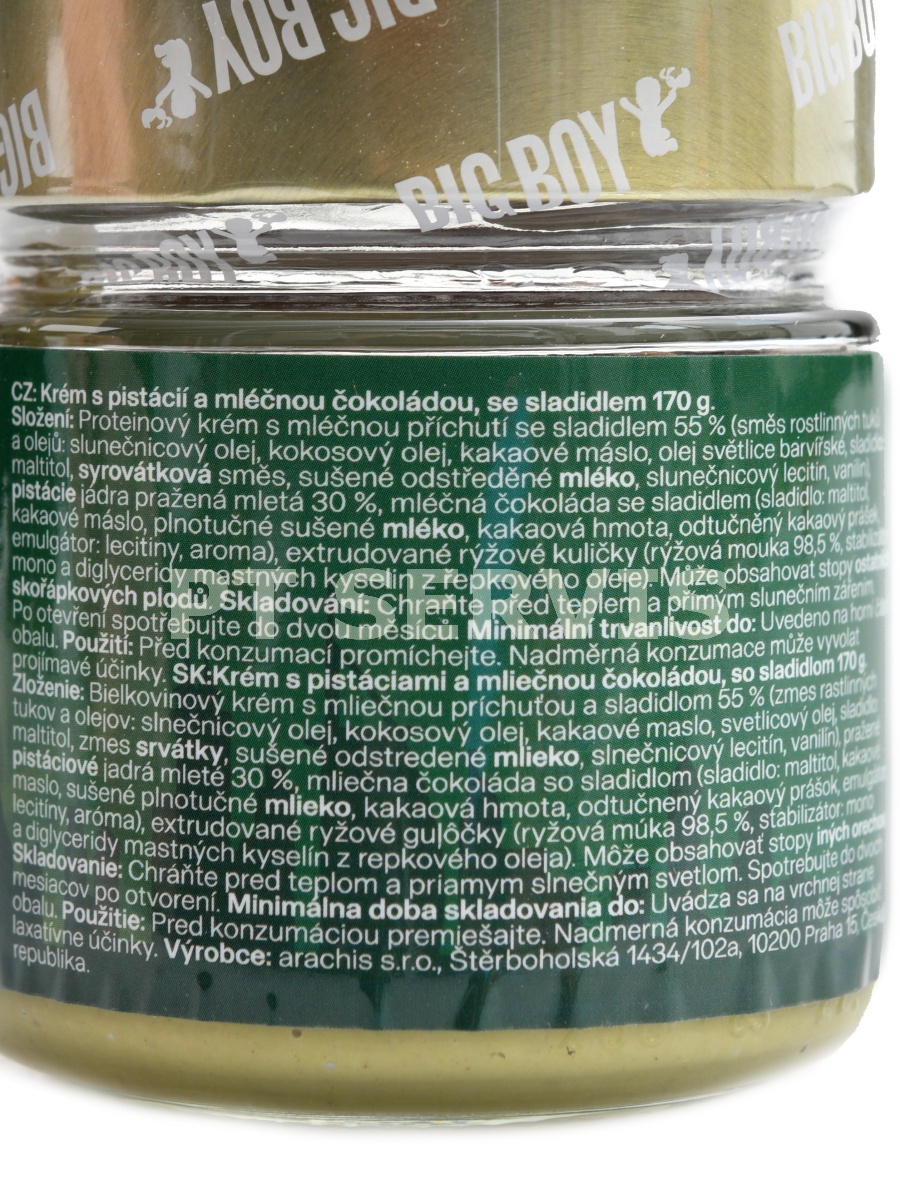 BIG BOY
BIG BOY
BIG BOY
CZ: Krém s pistácií a mléčnou čokoládou, se sladidlem 170 g.
Složení: Proteinový krém s mléčnou příchutí se sladidlem 55 % (směs rostlinných tuků
a olejů: slunečnicový olej, kokosový olej, kakaové máslo, olej světlice barvířské,
maltitol, syrovátková směs, sušené odstředěné mléko, slunečnicový lecitin, vanilin),
pistácie jádra pražená mletá 30 %, mléčná čokoláda se sladidlem (sladidlo: maltitol,
kakaové máslo, plnotučné sušené mléko, kakaová hmota, odtučněný kakaový prášek,
emulgátor: lecitiny, aroma), extrudované rýžové kuličky (rýžová mouka 98,5 %,
mono a diglyceridy mastných kyselin z řepkového oleje). Může obsahovat stopy
skořápkových plodů. Skladování: Chraňte před teplem a přímým slunečním zářením.
Po otevření spotřebujte do dvou měsíců. Minimální trvanlivost do: Uvedeno na horní
obalu. Použití: Před konzumací promíchejte. Nadměrná konzumace může vyvolat
projímavé účinky. SK:Krém s pistáciami a mliečnou čokoládou, so sladidlom 170 g.
Zloženie: Bielkovinový krém s mliečnou príchuťou a sladidlom 55 % (zmes rastlinných
tukov a olejov: slnečnicový olej, kokosový olej, kakaové maslo, svetlicový olej, sladidlo
maltitol, zmes srvátky, sušené odstredené mlieko, slnečnicový lecitín, vanilín), pražené
pistáciové jadrá mleté 30 %, mliečna čokoláda so sladidlom (sladidlo: maltitol, kakaové
maslo, sušené plnotučné mlieko, kakaová hmota, odtučnený kakaový prášok,
lecitíny, aróma), extrudované ryžové guľôčky (ryžová múka 98,5 %, stabilizátor: mono
a diglyceridy mastných kyselín z repkového oleja). Môže obsahovať stopy iných
Skladovanie: Chráňte pred teplom a priamym slnečným svetlom. Spotrebujte do dvoch
mesiacov po otvorení. Minimálna doba skladovania do: Uvádza sa na vrchnej strane
obalu. Použitie: Pred konzumáciou premiešajte. Nadmerná konzumácia môže spôsobiť
laxatívne účinky. Výrobce: arachis s.r.o., Štěrboholská 1434/102a, 10200 Praha 15,
republika.
PT SERVIS